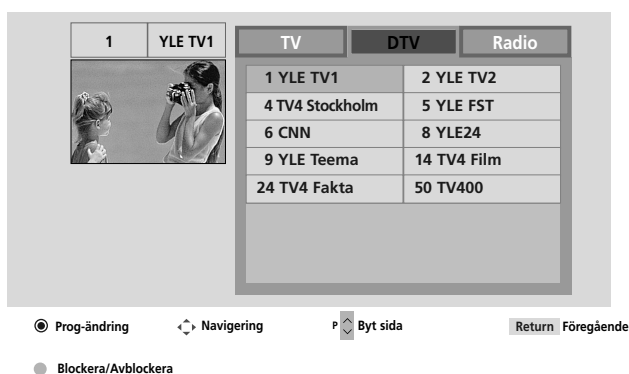 1 YLE TV1 TV DTV Radio
1 YLE TV1 2 YLE TV2
4 TV4 Stockholm 5 YLE FST
6 CNN 8 YLE24
9 YLE Teema 14 TV4 Film
24 TV4 Fakta 50 TV400
Prog-ändring Navigering P Byt sida Return Föregående
Blockera/Avblockera